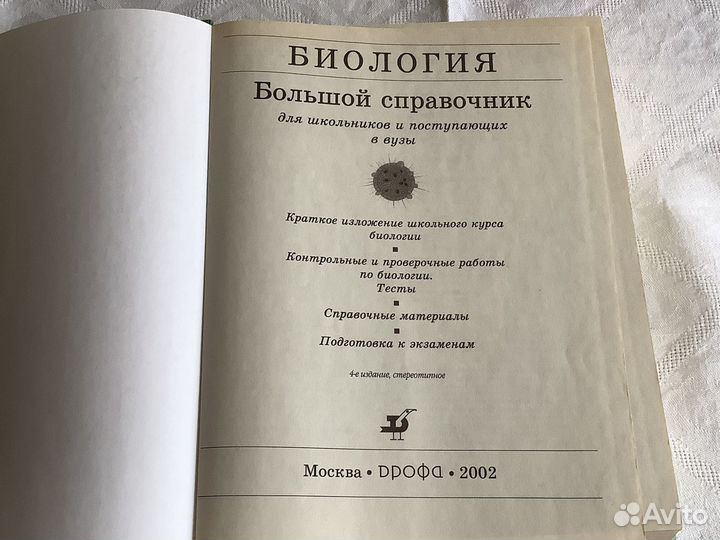 БИОЛОГИЯ
Большой справочник
для школьников и поступающих
в вузы
Краткое изложение школьного курса
биологии
Контрольные и проверочные работы
по биологии.
Тесты
Справочные материалы
Подготовка к экзаменам
4-е издание, стереотипное
Москва • Дрофа • 2002
Avito